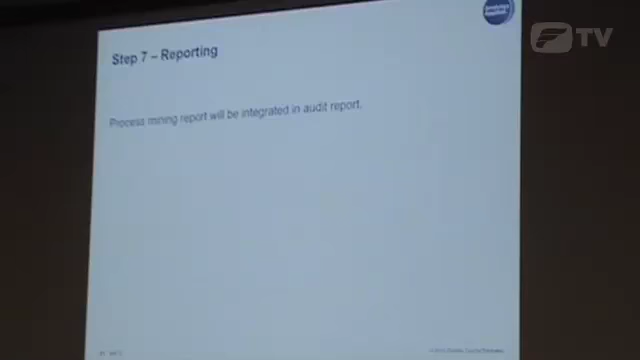 TV
Step 7 – Reporting
Process mining report will be integrated in audit report.